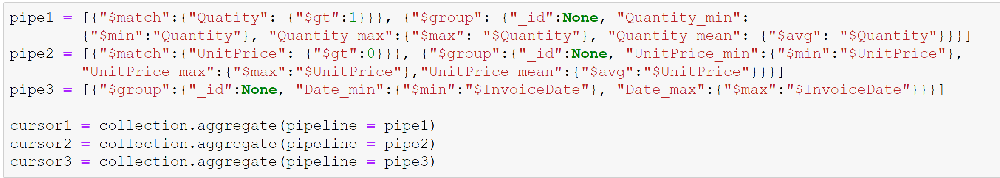 pipe1 = [{"$match":{"Quatity": {"$gt":1}}}, {"$group": {"_id":None, "Quantity_min":
{"$min":"Quantity"}, "Quantity_max":{"$max": "$Quantity"}, "Quantity_mean": {"$avg": "$Quantity"}}}]
pipe2 = [{"$match":{"UnitPrice": {"$gt":0}}}, {"$group":{"_id":None, "UnitPrice_min":{"$min":"$UnitPrice"},
"UnitPrice_max":{"$max":"$UnitPrice"},"UnitPrice_mean":{"$avg":"$UnitPrice"}}}]
pipe3 = [{"$group":{"_id":None, "Date_min":{"$min":"$InvoiceDate"}, "Date_max":{"$max":"$InvoiceDate"}}}]
cursor1 = collection.aggregate(pipeline = pipe1)
cursor2 = collection.aggregate(pipeline = pipe2)
cursor3 = collection.aggregate(pipeline = pipe3)